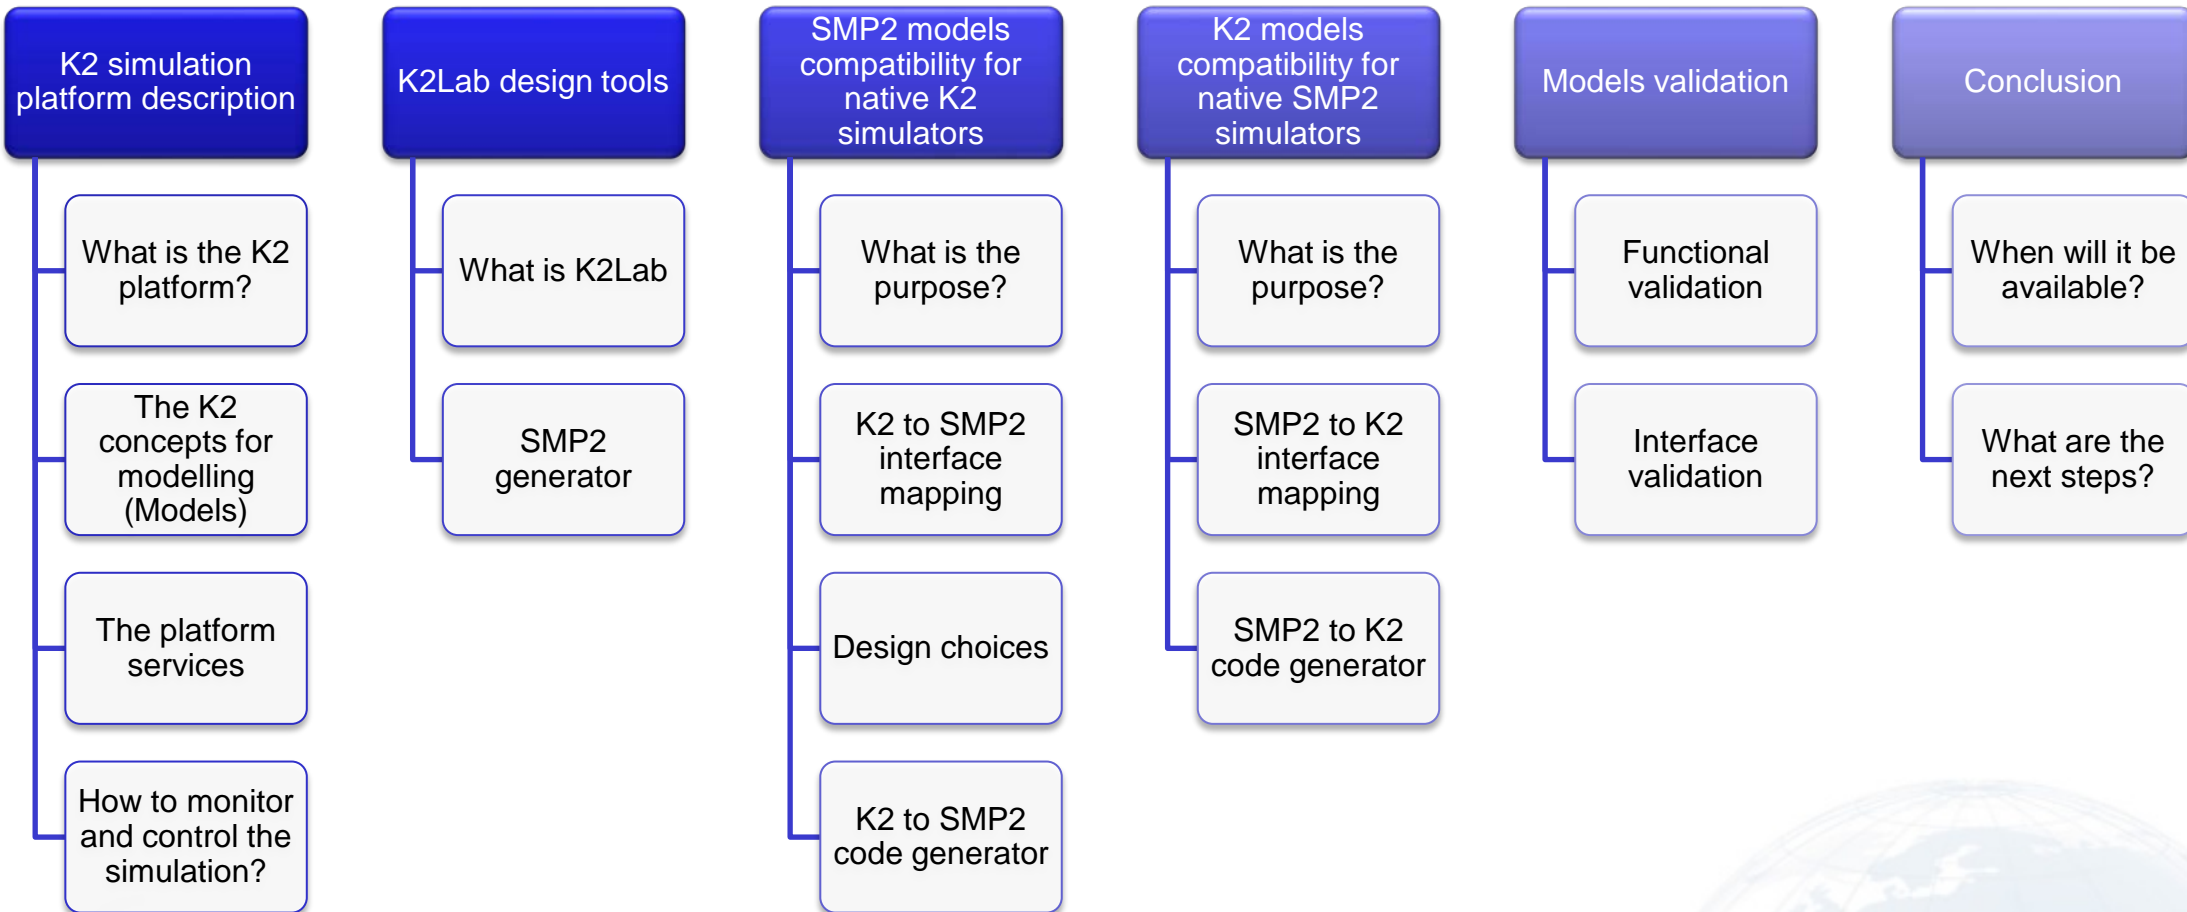 K2 simulation
platform description
What is the K2
platform?
The K2
concepts for
modelling
(Models)
The platform
services
How to monitor
and control the
simulation?
K2Lab design tools
What is K2Lab
SMP2
generator
SMP2 models
compatibility for
native K2
simulators
What is the
purpose?
K2 to SMP2
interface
mapping
Design choices
K2 to SMP2
code generator
K2 models
compatibility for
native SMP2
simulators
What is the
purpose?
SMP2 to K2
interface
mapping
SMP2 to K2
code generator
Models validation
Functional
validation
Interface
validation
Conclusion
When will it be
available?
What are the
next steps?